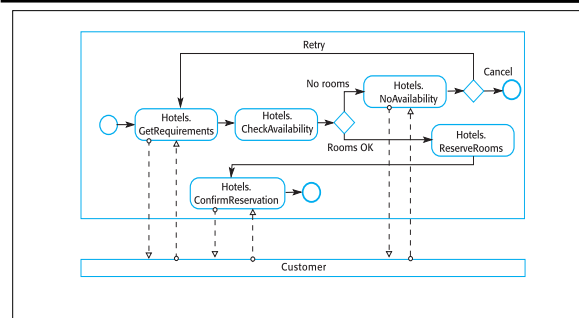 Retry
Cancel
No rooms
Hotels.
NoAvailability
Hotels.
GetRequirements
Hotels.
CheckAvailability
Rooms OK
Hotels.
ReserveRooms
Hotels.
ConfirmReservation
Customer